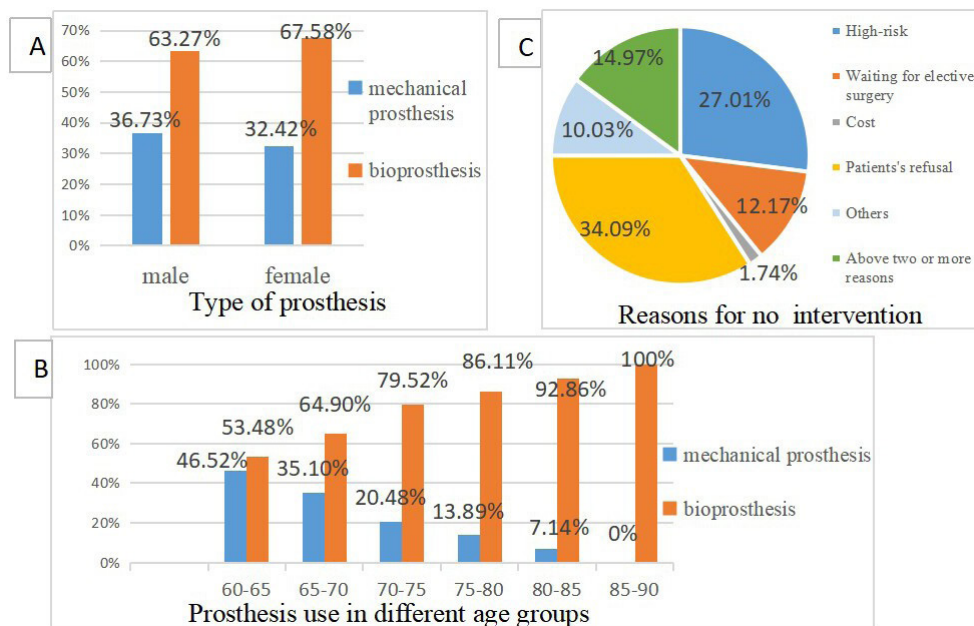 A
70%
60%
50%
40%
30%
20%
10%
0%
36.73%
63.27%
32.42%
67.58%
male
female
mechanical
prosthesis
bioprosthesis
Type of prosthesis
C
14.97%
27.01%
10.03%
12.17%
34.09%
1.74%
High-risk
Waiting for elective
surgery
Cost
Patients's refusal
Others
Above two or more
reasons
Reasons for no intervention
B
100%
80%
60%
40%
20%
0%
46.52%
53.48%
35.10%
64.90%
20.48%
79.52%
13.89%
86.11%
7.14%
92.86%
0%
100%
60-65
65-70
70-75
75-80
80-85
85-90
mechanical prosthesis
bioprosthesis
Prosthesis use in different age groups